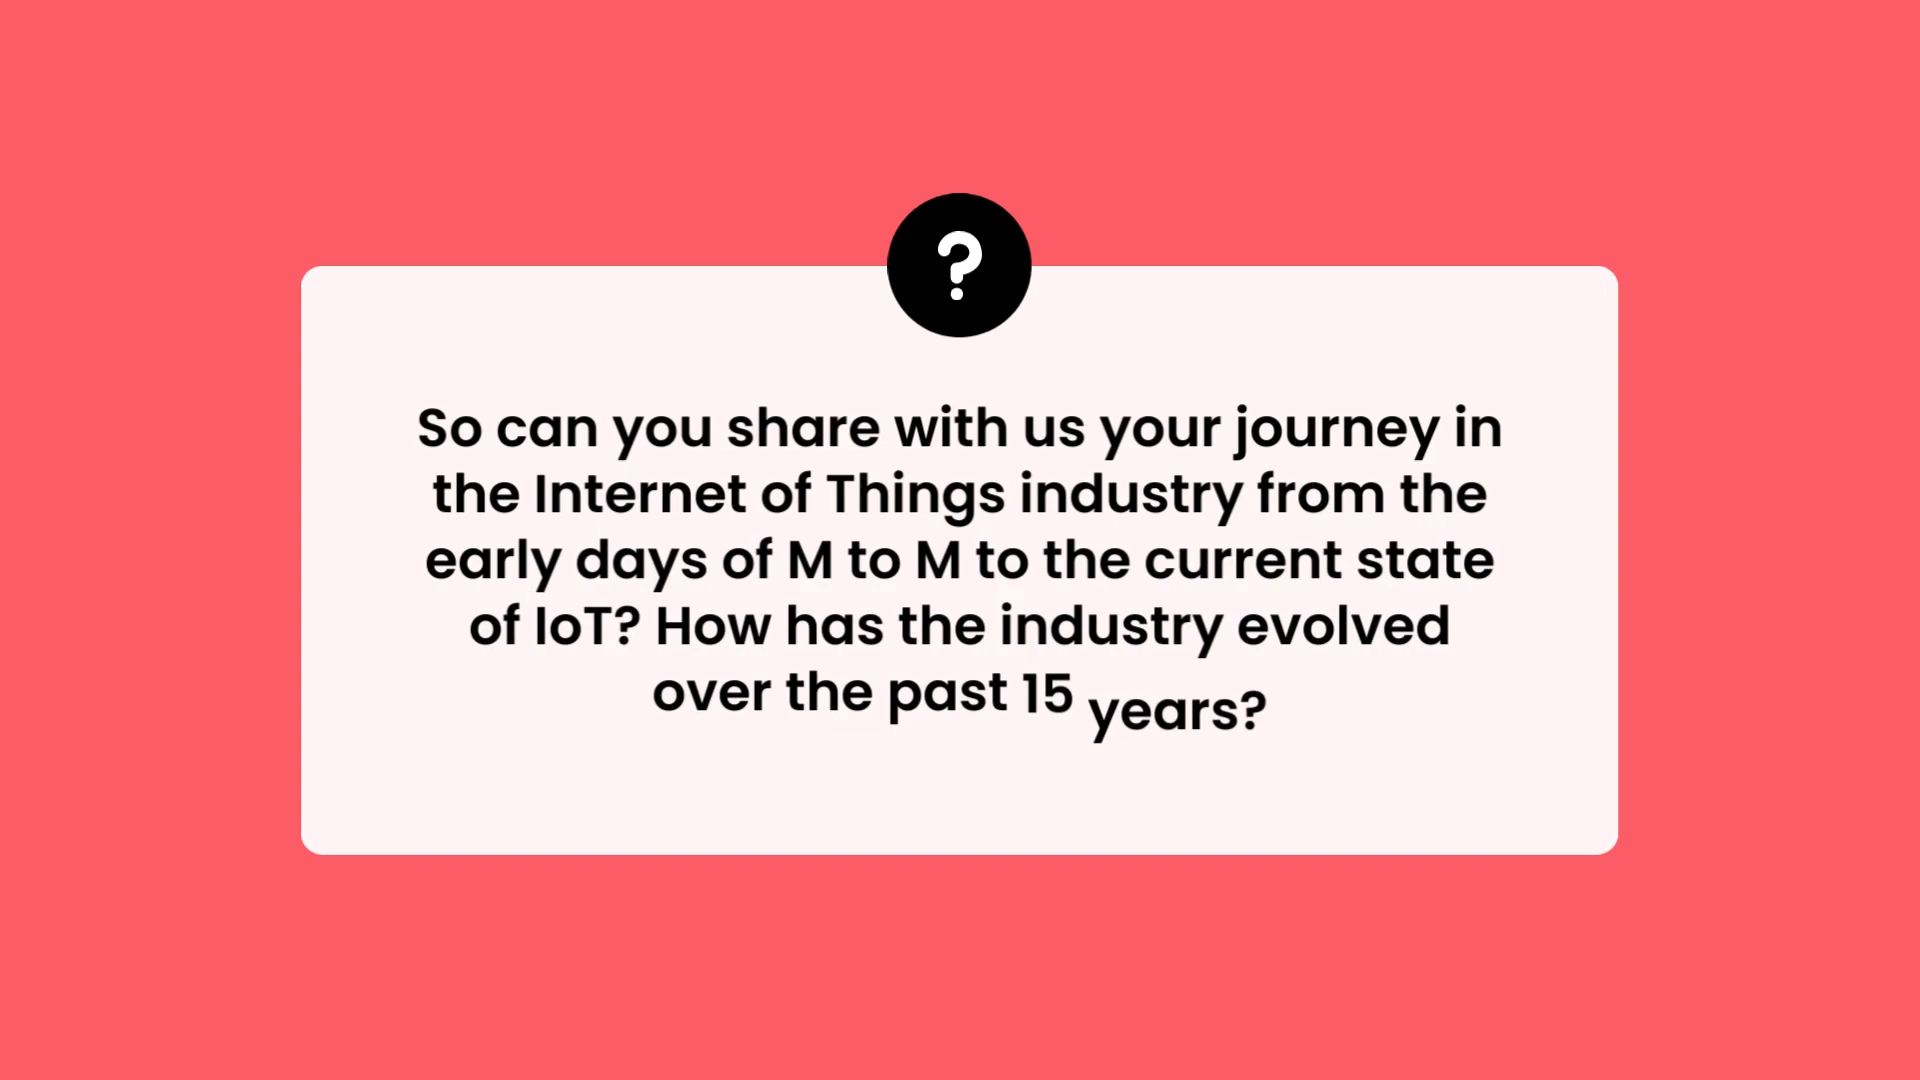 ?
So can you share with us your journey in
the Internet of Things industry from the
early days of M to M to the current state
of IoT? How has the industry evolved
over the past 15 years?